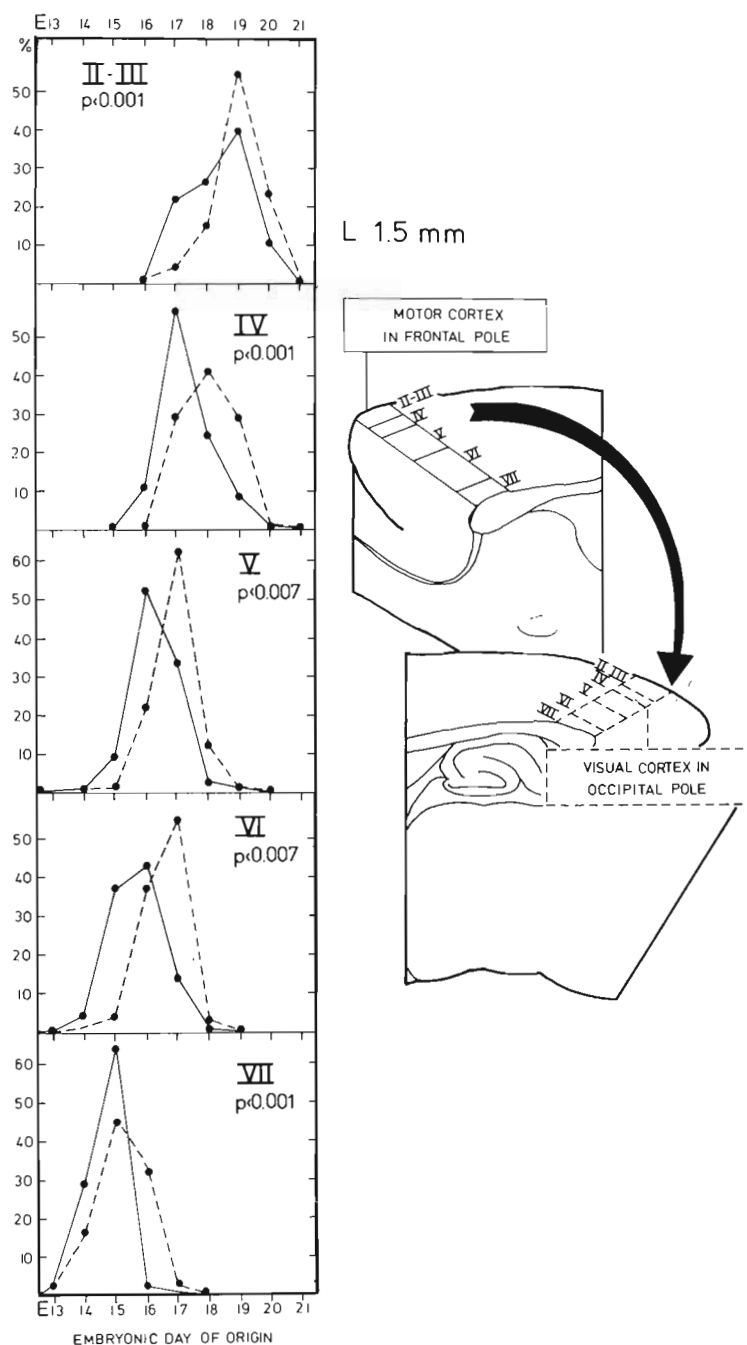 E13 14 15 16 17 18 19 20 21
%
II-III
p<0.001
50
40
30
20
10
IV
p<0.001
50
40
30
20
10
V
p<0.007
60
50
40
30
20
10
VI
p<0.007
60
50
40
30
20
10
VII
p<0.001
60
50
40
30
20
10
E13 14 15 16 17 18 19 20 21
EMBRYONIC DAY OF ORIGIN
L 1.5 mm
MOTOR CORTEX
IN FRONTAL POLE
II-III
IV
V
VI
VII
II-III
IV
V
VI
VII
VISUAL CORTEX IN
OCCIPITAL POLE